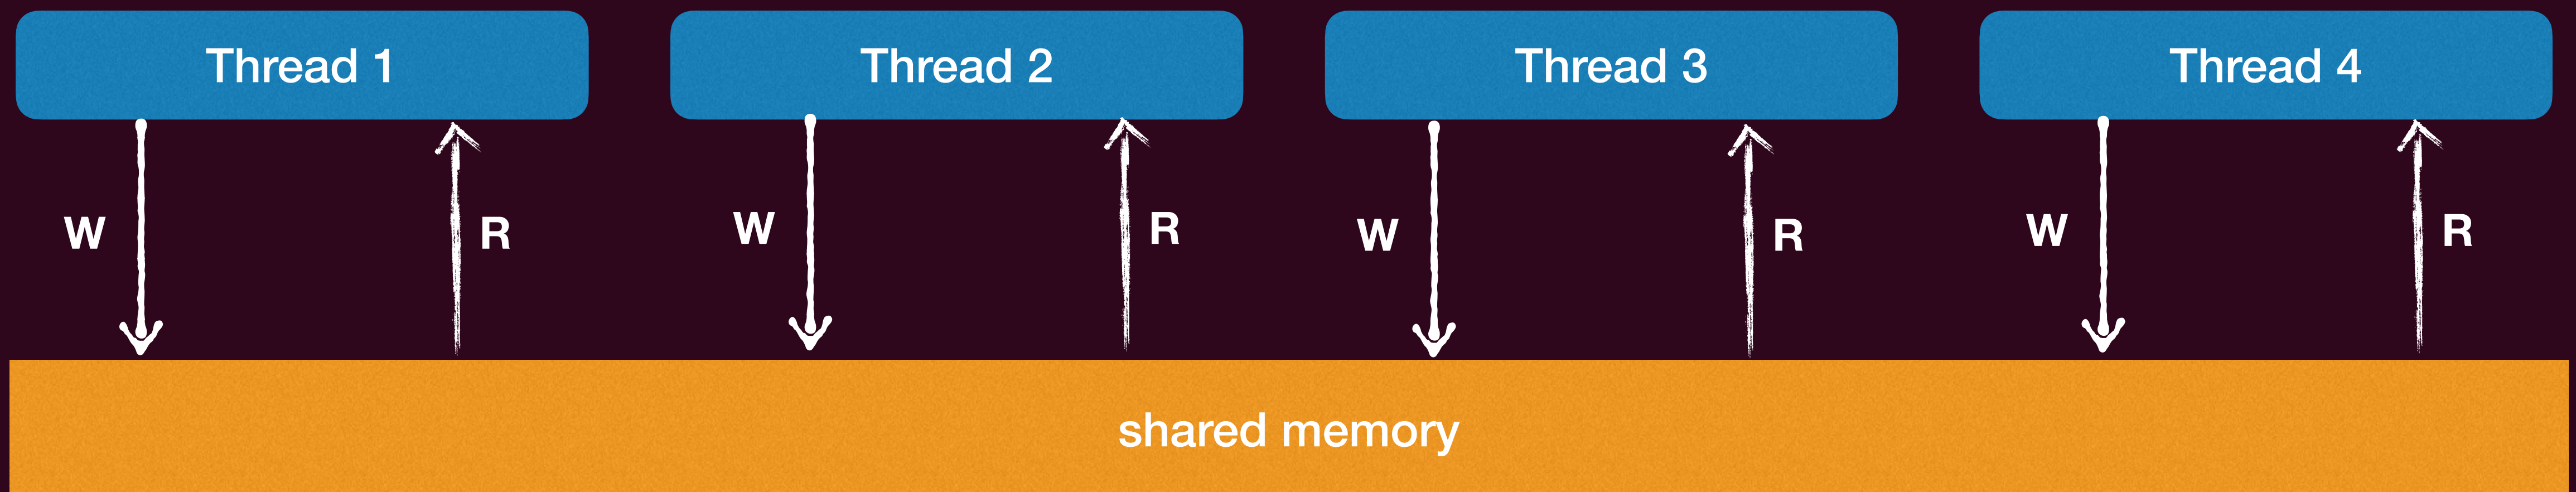 Thread 1
Thread 2
Thread 3
Thread 4
W
R
W
R
W
R
W
R
shared memory